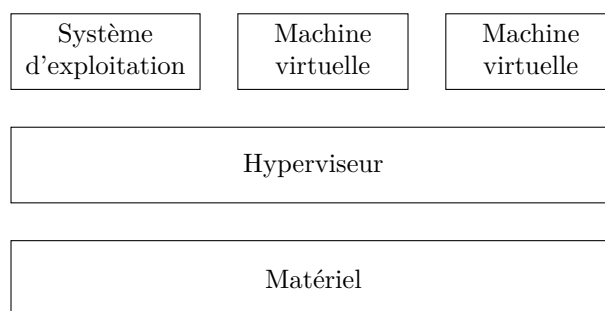 Système
d'exploitation
Machine
virtuelle
Machine
virtuelle
Hyperviseur
Matériel